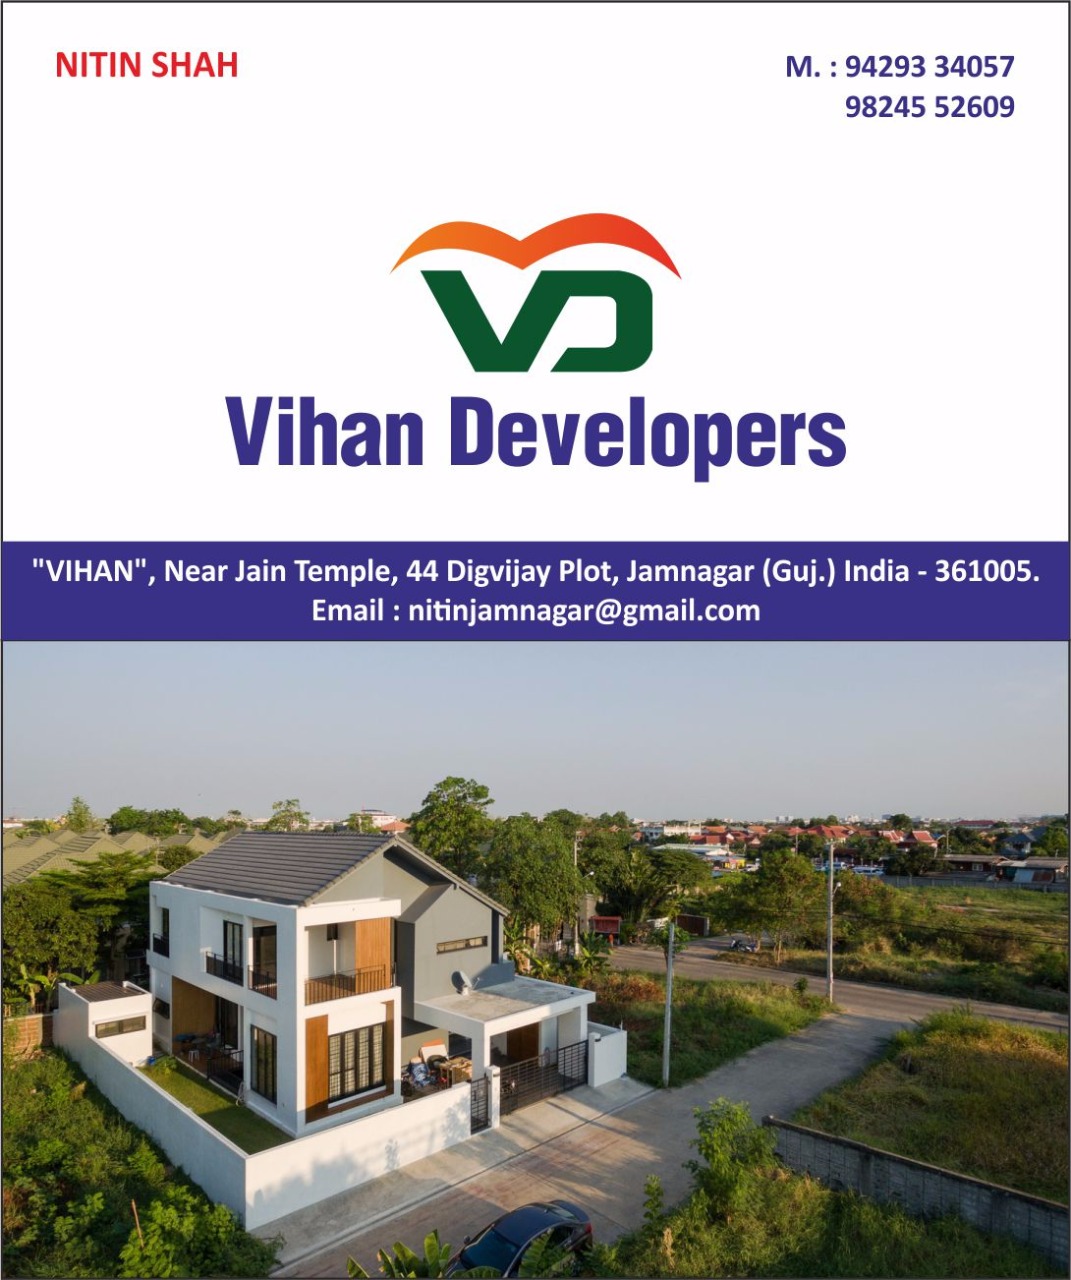 NITIN SHAH
M. : 94293 34057
98245 52609
VD
Vihan Developers
"VIHAN", Near Jain Temple, 44 Digvijay Plot, Jamnagar (Guj.) India - 361005.
Email : nitinjamnagar@gmail.com